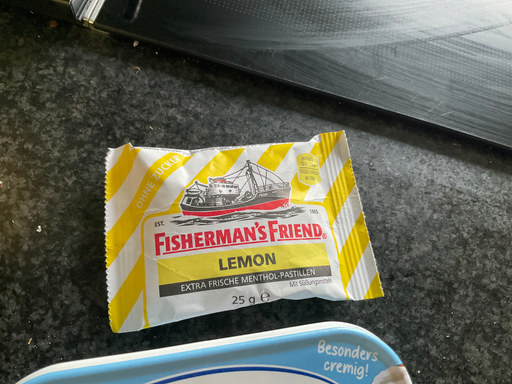 OHNE ZUCKER
EST. 1865
FISHERMAN'S FRIEND®
LEMON
EXTRA FRISCHE MENTHOL-PASTILLEN
Mit Süßungsmitteln
25 g e
Besonders
cremig!